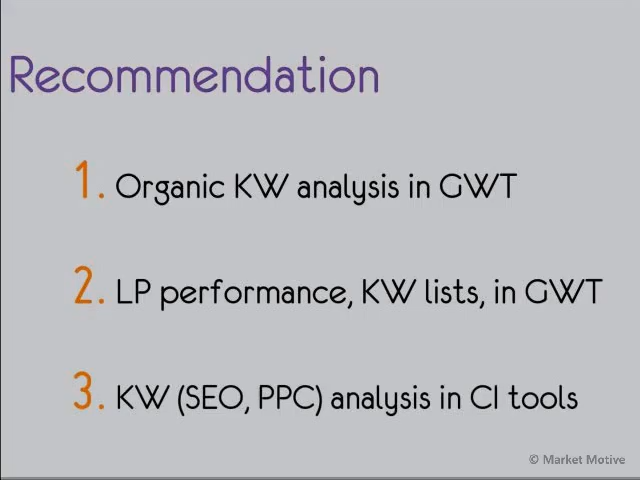 Recommendation
1. Organic KW analysis in GWT
2. LP performance, KW lists, in GWT
3. KW (SEO, PPC) analysis in CI tools
© Market Motive